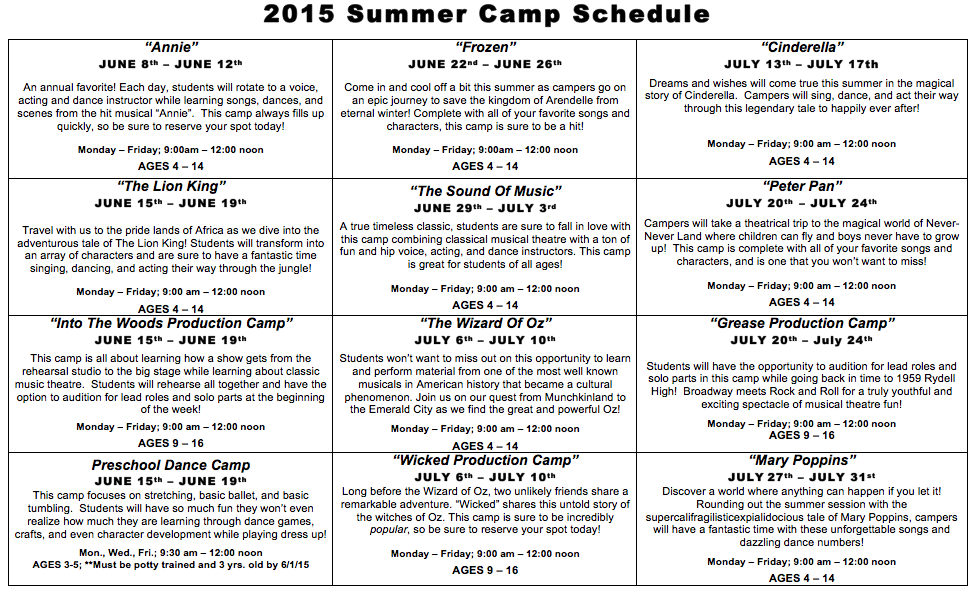 2015 Summer Camp Schedule
“Annie”
JUNE 8th – JUNE 12th
An annual favorite! Each day, students will rotate to a voice,
acting and dance instructor while learning songs, dances, and
scenes from the hit musical “Annie”.  This camp always fills up
quickly, so be sure to reserve your spot today!
Monday – Friday; 9:00am – 12:00 noon
AGES 4 – 14
“Frozen”
JUNE 22nd – JUNE 26th
Come in and cool off a bit this summer as campers go on
an epic journey to save the kingdom of Arendelle from
eternal winter! Complete with all of your favorite songs and
characters, this camp is sure to be a hit!
Monday – Friday; 9:00am – 12:00 noon
AGES 4 – 14
“Cinderella”
JULY 13th – JULY 17th
Dreams and wishes will come true this summer in the magical
story of Cinderella.  Campers will sing, dance, and act their way
through this legendary tale to happily ever after!
Monday – Friday; 9:00 am – 12:00 noon
AGES 4 – 14
“The Lion King”
JUNE 15th – JUNE 19th
Travel with us to the pride lands of Africa as we dive into the
adventurous tale of The Lion King! Students will transform into
an array of characters and are sure to have a fantastic time
singing, dancing, and acting their way through the jungle!
Monday – Friday; 9:00 am – 12:00 noon
AGES 4 – 14
“The Sound Of Music”
JUNE 29th – JULY 3rd
A true timeless classic, students are sure to fall in love with
this camp combining classical musical theatre with a ton of
fun and hip voice, acting, and dance instructors. This camp
is great for students of all ages!
Monday – Friday; 9:00 am – 12:00 noon
AGES 4 – 14
“Peter Pan”
JULY 20th – JULY 24th
Campers will take a theatrical trip to the magical world of Never-
Never Land where children can fly and boys never have to grow
up!  This camp is complete with all of your favorite songs and
characters, and is one that you won’t want to miss!
Monday – Friday; 9:00 am – 12:00 noon
AGES 4 – 14
“Into The Woods Production Camp”
JUNE 15th – JUNE 19th
This camp is all about learning how a show gets from the
rehearsal studio to the big stage while learning about classic
music theatre.  Students will rehearse all together and have the
option to audition for lead roles and solo parts at the beginning
of the week!
Monday – Friday; 9:00 am – 12:00 noon
AGES 9 – 16
“The Wizard Of Oz”
JULY 6th – JULY 10th
Students won’t want to miss out on this opportunity to learn
and perform material from one of the most well known
musicals in American history that became a cultural
phenomenon. Join us on our quest from Munchkinland to
the Emerald City as we find the great and powerful Oz!
Monday – Friday; 9:00 am – 12:00 noon
AGES 4 – 14
“Grease Production Camp”
JULY 20th – July 24th
Students will have the opportunity to audition for lead roles and
solo parts in this camp while going back in time to 1959 Rydell
High!  Broadway meets Rock and Roll for a truly youthful and
exciting spectacle of musical theatre fun!
Monday – Friday; 9:00 am – 12:00 noon
AGES 9 – 16
Preschool Dance Camp
JUNE 15th – JUNE 19th
This camp focuses on stretching, basic ballet, and basic
tumbling.  Students will have so much fun they won’t even
realize how much they are learning through dance games,
crafts, and even character development while playing dress up!
Mon., Wed., Fri.; 9:30 am – 12:00 noon
AGES 3-5; **Must be potty trained and 3 yrs. old by 6/1/15
“Wicked Production Camp”
JULY 6th – JULY 10th
Long before the Wizard of Oz, two unlikely friends share a
remarkable adventure. “Wicked” shares this untold story of
the witches of Oz. This camp is sure to be incredibly
popular, so be sure to reserve your spot today!
Monday – Friday; 9:00 am – 12:00 noon
AGES 9 – 16
“Mary Poppins”
JULY 27th – JULY 31st
Discover a world where anything can happen if you let it!
Rounding out the summer session with the
supercalifragilisticexpialidocious tale of Mary Poppins, campers
will have a fantastic time with these unforgettable songs and
dazzling dance numbers!
Monday – Friday; 9:00 am – 12:00 noon
AGES 4 – 14